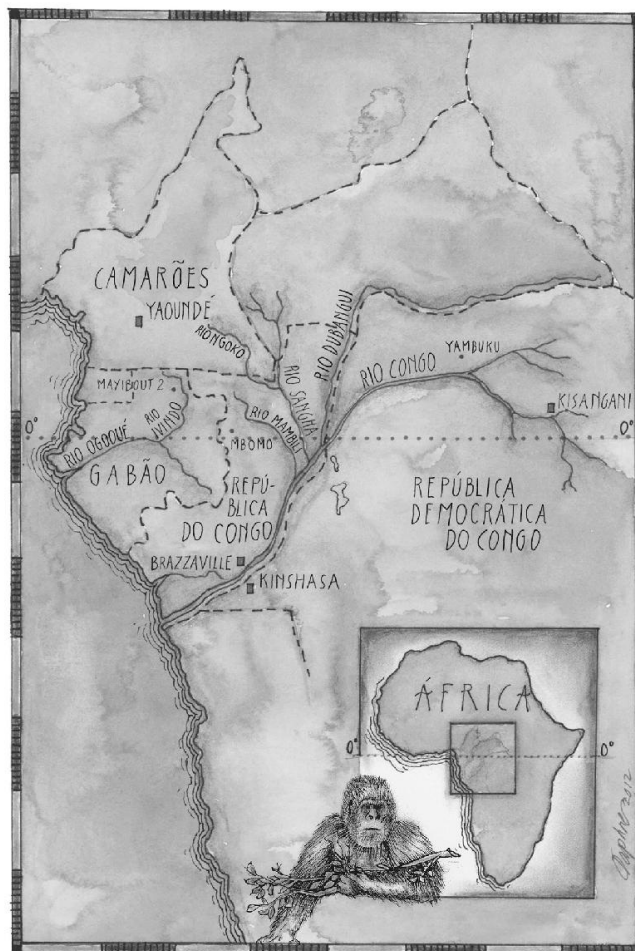 CAMARÕES
YAOUNDÉ
RIO NGOKO
RIO SANGHA
RIO DUBANGUI
RIO CONGO
YAMBUKU
KISANGANI
MAYIBOUT 2
RIO IVINDO
RIO MAMBILI
0°
0°
RIO OGOOUÉ
MBOMO
GABÃO
REPÚ-
BLICA
DO CONGO
REPÚBLICA
DEMOCRÁTICA
DO CONGO
BRAZZAVILLE
KINSHASA
ÁFRICA
0°
0°